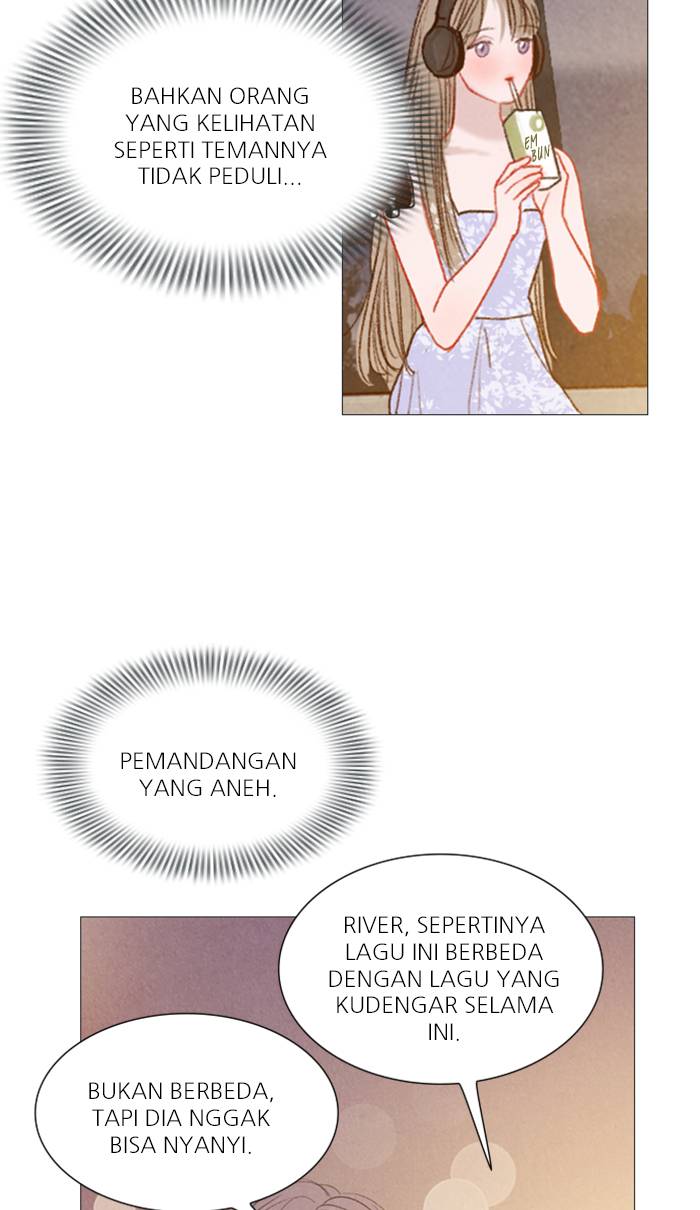 BAHKAN ORANG
YANG KELIHATAN
SEPERTI TEMANNYA
TIDAK PEDULI...
EM
BUN
PEMANDANGAN
YANG ANEH.
RIVER, SEPERTINYA
LAGU INI BERBEDA
DENGAN LAGU YANG
KUDENGAR SELAMA
INI.
BUKAN BERBEDA,
TAPI DIA NGGAK
BISA NYANYI.